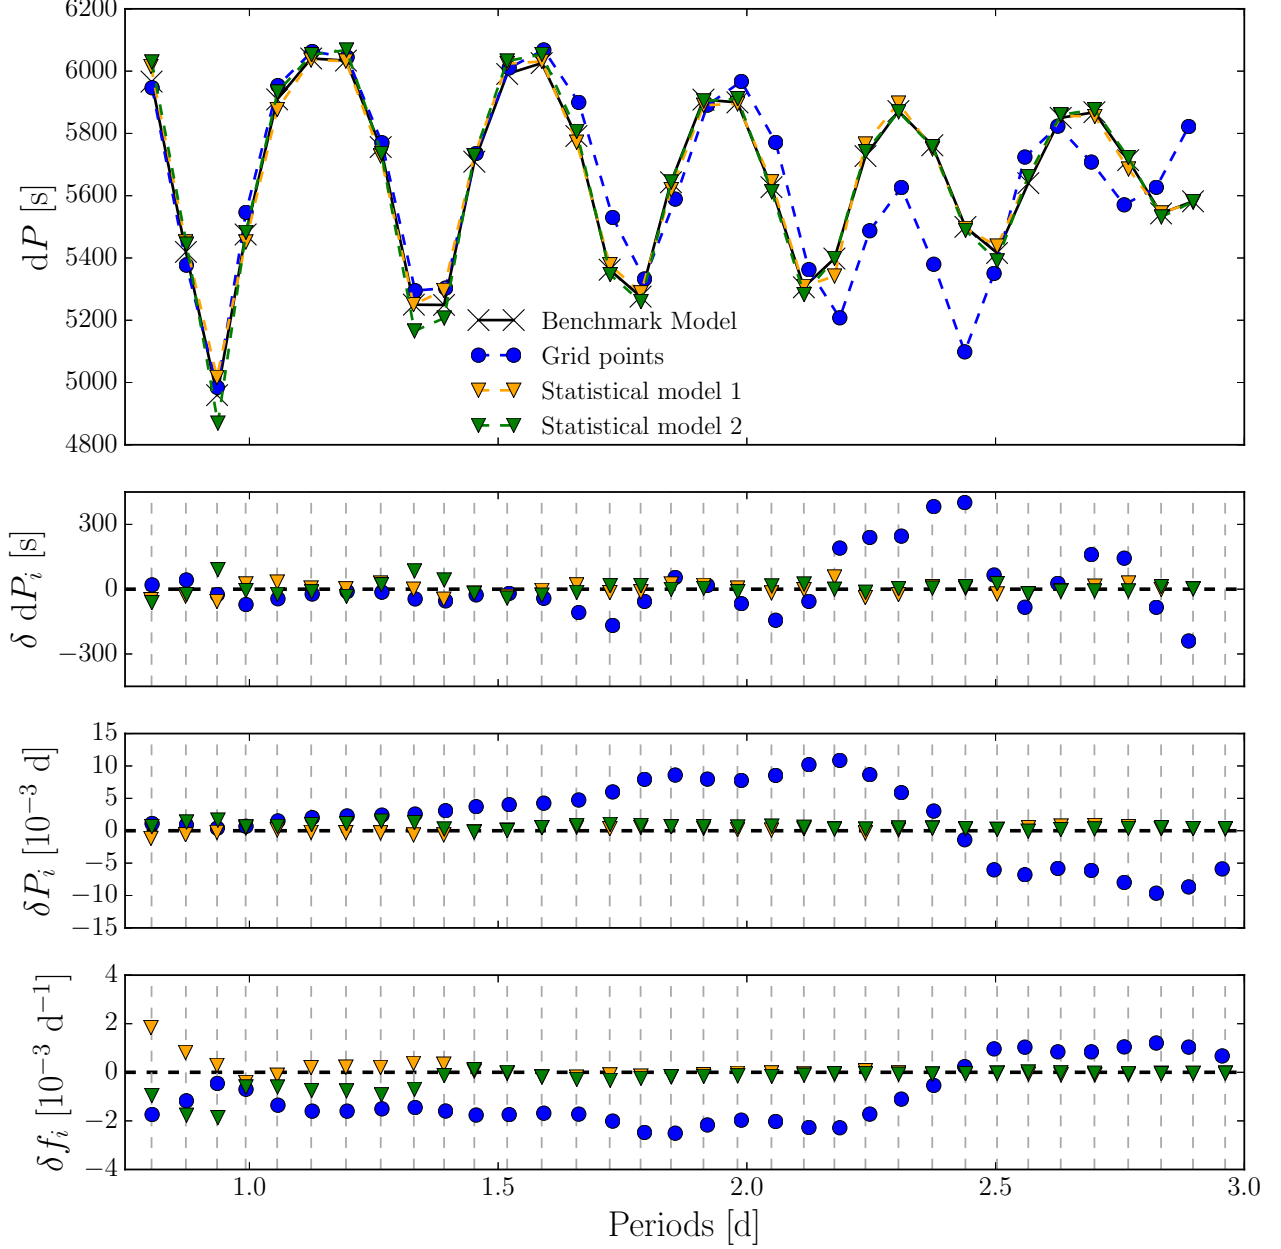 6200
6000
5800
5600
5400
5200
5000
4800
dP [s]
Benchmark Model
Grid points
Statistical model 1
Statistical model 2
300
0
−300
δ dP_i [s]
15
10
5
0
−5
−10
−15
δP_i [10^{−3} d]
4
2
0
−2
−4
δf_i [10^{−3} d^{−1}]
1.0 1.5 2.0 2.5 3.0
Periods [d]